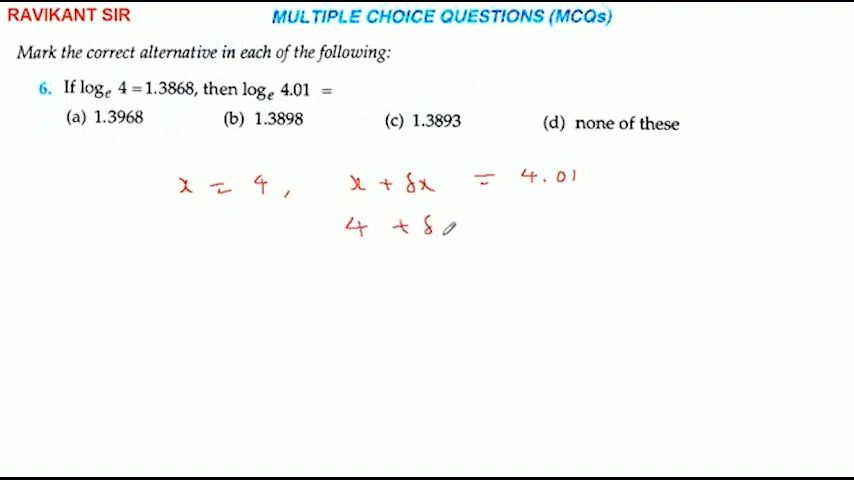 RAVIKANT SIR
MULTIPLE CHOICE QUESTIONS (MCQs)
Mark the correct alternative in each of the following:
6. If logₑ 4 = 1.3868, then logₑ 4.01 =
(a) 1.3968 (b) 1.3898 (c) 1.3893 (d) none of these
x = 4, x + δx = 4.01
4 + δ